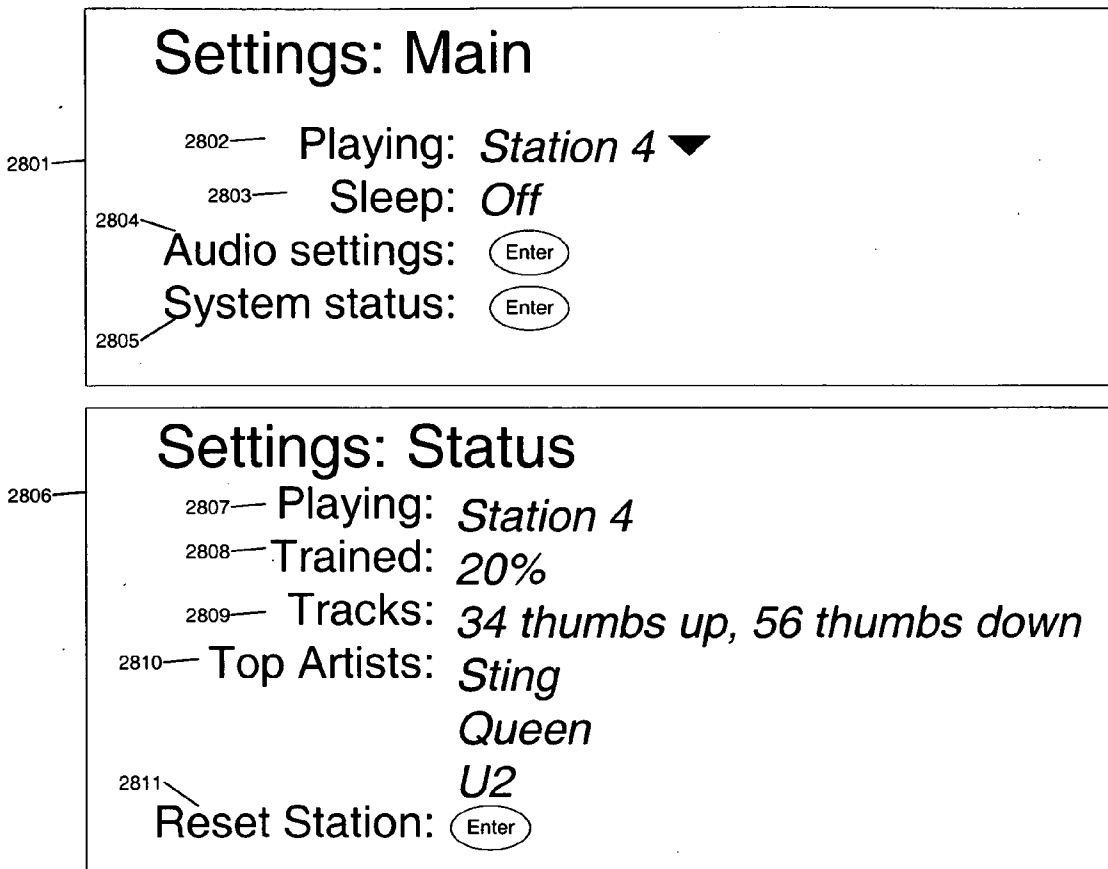 Settings: Main
2802 Playing: Station 4
2801
2803 Sleep: Off
2804
Audio settings: Enter
System status: Enter
2805
Settings: Status
2806
2807 Playing: Station 4
2808 Trained: 20%
2809 Tracks: 34 thumbs up, 56 thumbs down
2810 Top Artists: Sting
Queen
U2
2811
Reset Station: Enter